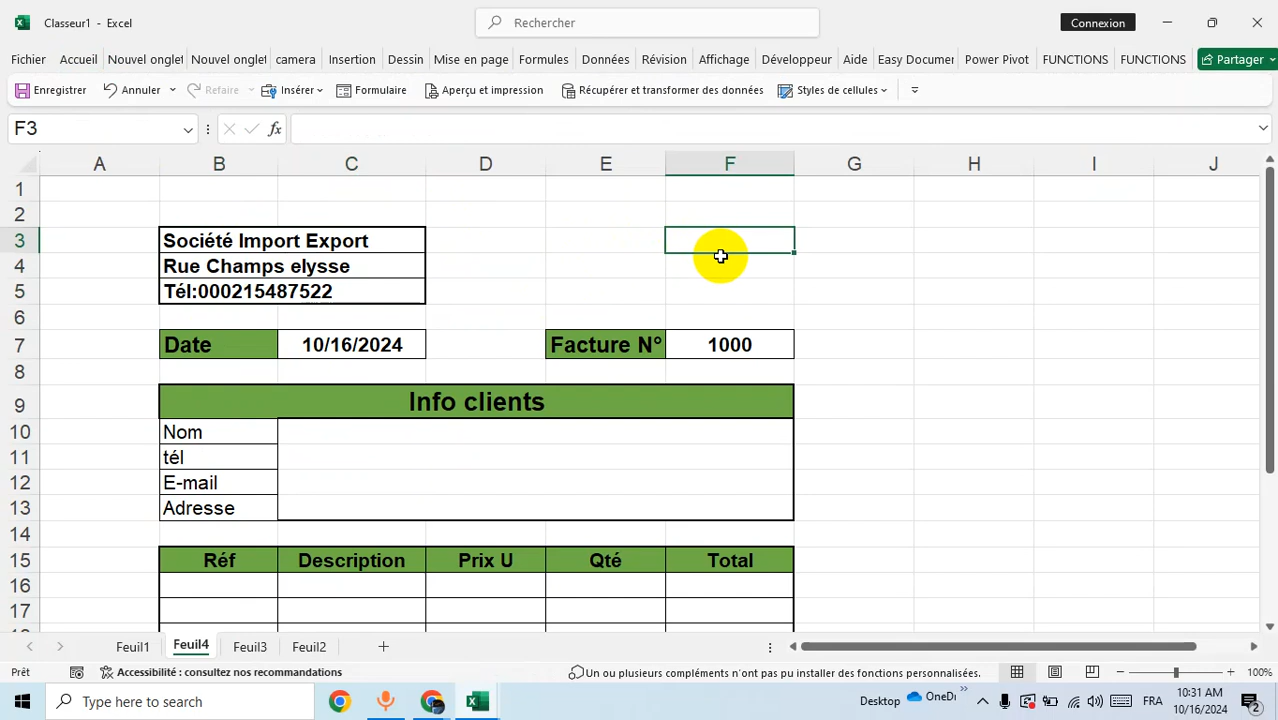 Classeur1 - Excel
Rechercher
Connexion
Fichier Accueil Nouvel onglet Nouvel onglet camera Insertion Dessin Mise en page Formules Données Révision Affichage Développeur Aide Easy Documer Power Pivot FUNCTIONS FUNCTIONS Partager
Enregistrer Annuler Refaire Insérer Formulaire Aperçu et impression Récupérer et transformer des données Styles de cellules
F3 fx
A B C D E F G H I J
1
2
3 Société Import Export
4 Rue Champs elysse
5 Tél:000215487522
6
7 Date 10/16/2024 Facture N° 1000
8
9 Info clients
10 Nom
11 tél
12 E-mail
13 Adresse
14
15 Réf Description Prix U Qté Total
16
17
Feuil1 Feuil4 Feuil3 Feuil2 +
Prêt Accessibilité : consultez nos recommandations Un ou plusieurs compléments n'ont pas pu installer des fonctions personnalisées. 100%
Type here to search
Desktop OneDi FRA
10:31 AM
10/16/2024
2